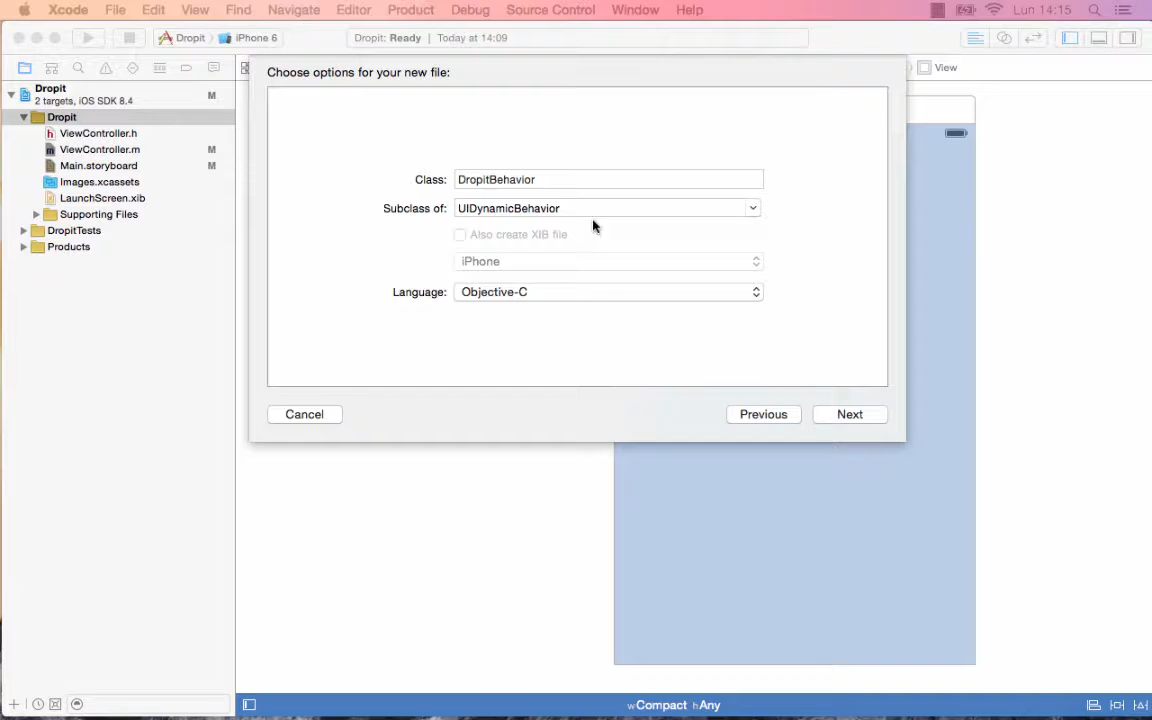 Xcode File Edit View Find Navigate Editor Product Debug Source Control Window Help Lun 14:15
Dropit iPhone 6 Dropit: Ready Today at 14:09
View
Dropit M
2 targets, iOS SDK 8.4
Dropit
ViewController.h
ViewController.m M
Main.storyboard M
Images.xcassets
LaunchScreen.xib
Supporting Files
DropitTests
Products
Choose options for your new file:
Class: DropitBehavior
Subclass of: UIDynamicBehavior
Also create XIB file
iPhone
Language: Objective-C
Cancel Previous Next
wCompact hAny